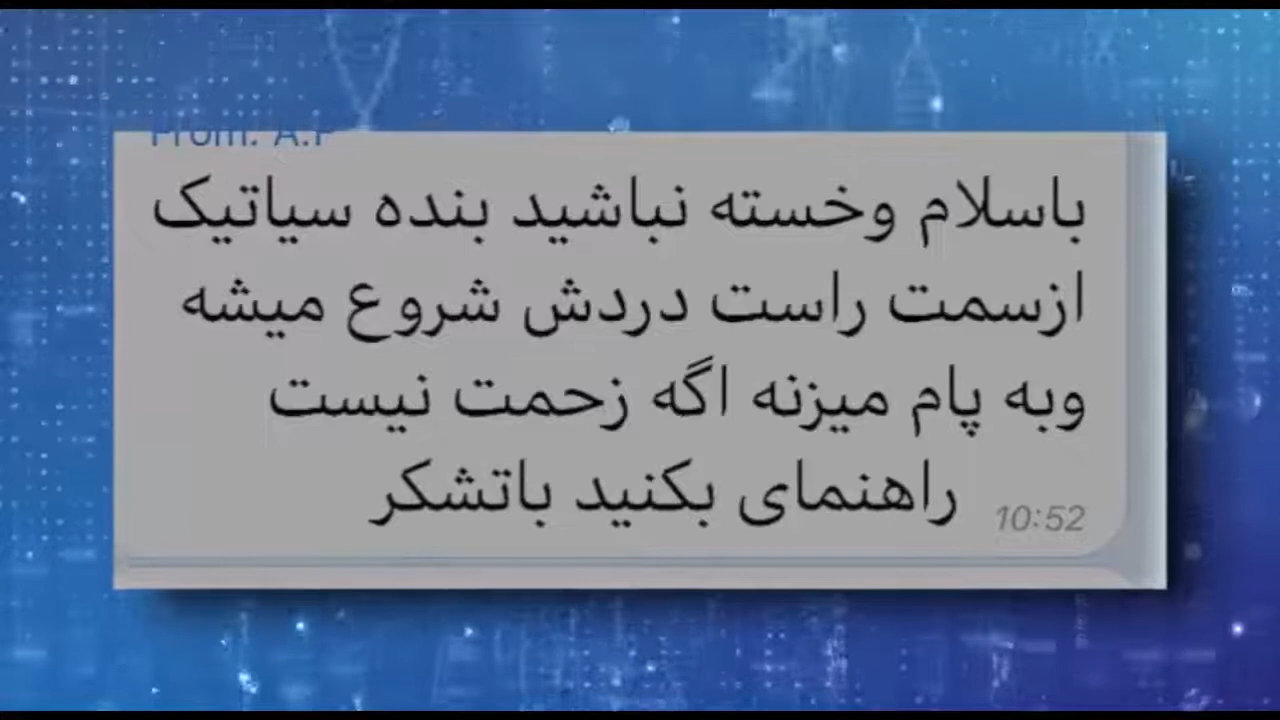 From: A.F
باسلام وخسته نباشید بنده سیاتیک
ازسمت راست دردش شروع میشه
وبه پام میزنه اگه زحمت نیست
راهنمای بکنید باتشکر
10:52